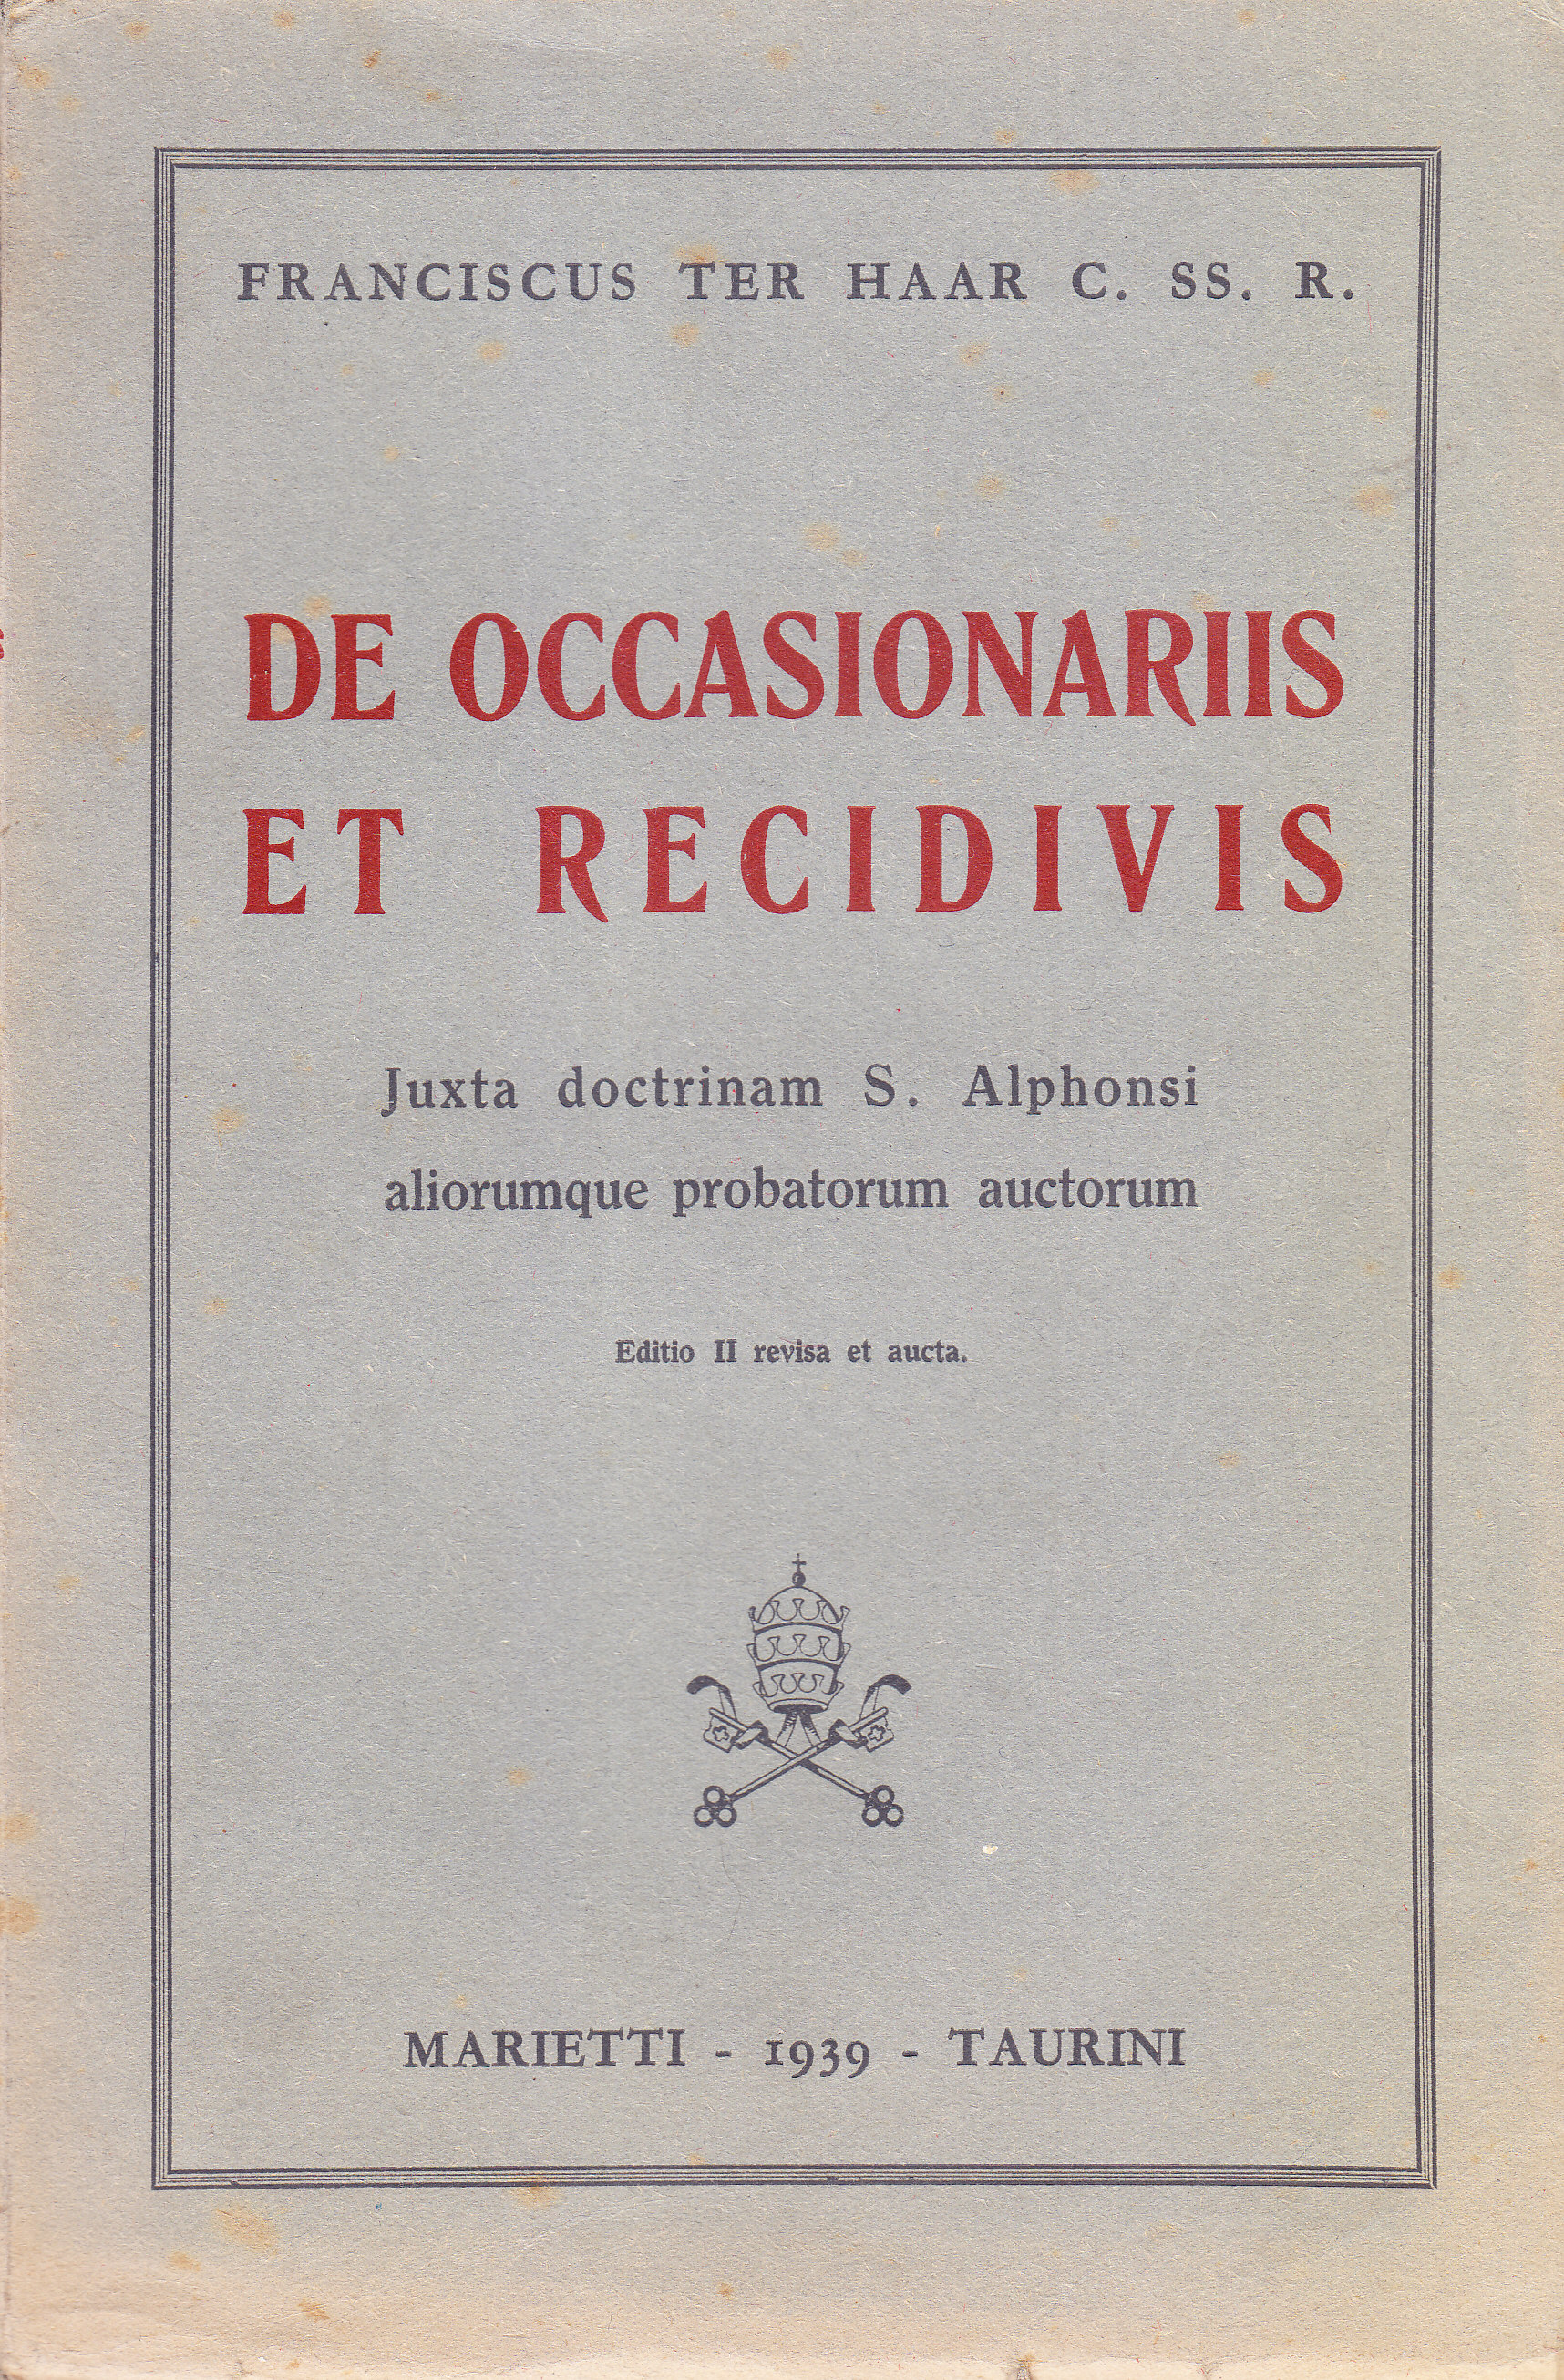 FRANCISCUS TER HAAR C. SS. R.
DE OCCASIONARIIS
ET RECIDIVIS
Juxta doctrinam S. Alphonsi
aliorumque probatorum auctorum
Editio II revisa et aucta.
MARIETTI - 1939 - TAURINI